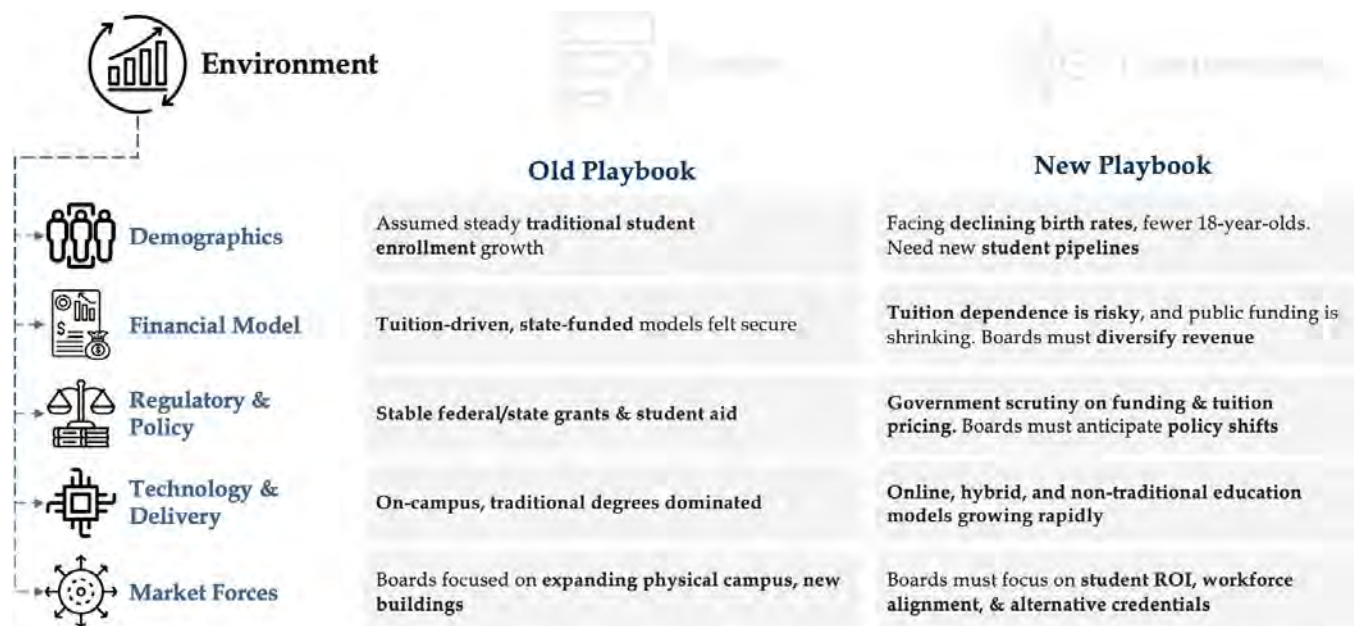 Environment
Old Playbook
New Playbook
Demographics
Assumed steady traditional student
enrollment growth
Facing declining birth rates, fewer 18-year-olds.
Need new student pipelines
Financial Model
Tuition-driven, state-funded models felt secure
Tuition dependence is risky, and public funding is
shrinking. Boards must diversify revenue
Regulatory &
Policy
Stable federal/state grants & student aid
Government scrutiny on funding & tuition
pricing. Boards must anticipate policy shifts
Technology &
Delivery
On-campus, traditional degrees dominated
Online, hybrid, and non-traditional education
models growing rapidly
Market Forces
Boards focused on expanding physical campus, new
buildings
Boards must focus on student ROI, workforce
alignment, & alternative credentials